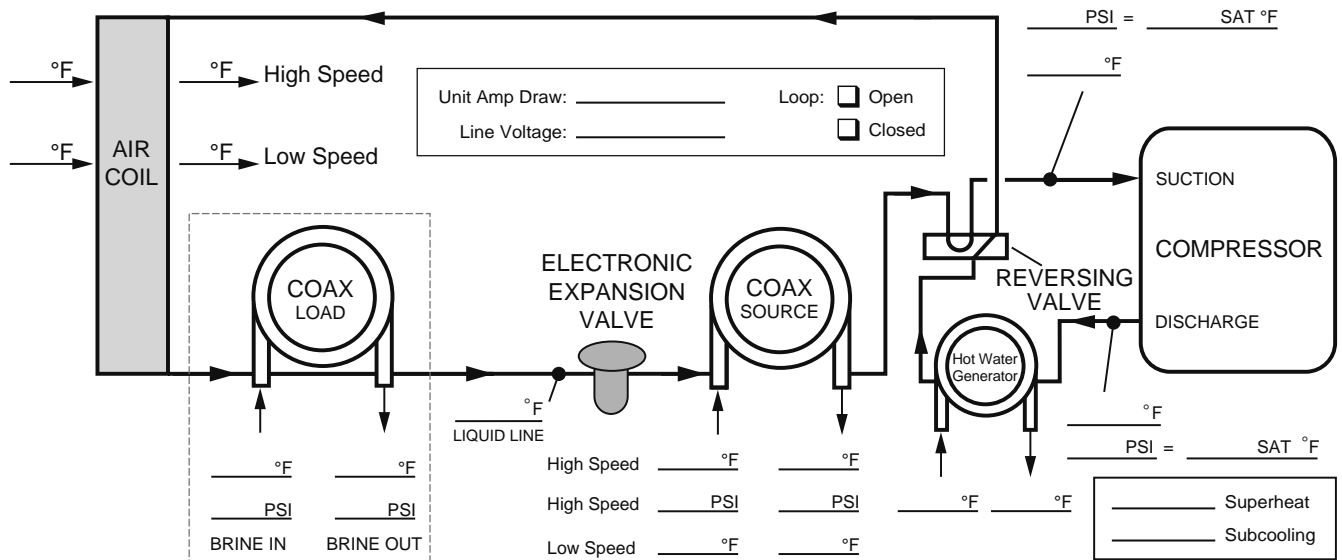 PSI = SAT °F
°F
°F °F High Speed
Unit Amp Draw: Loop: Open
Line Voltage: Closed
°F °F Low Speed
AIR
COIL
SUCTION
COMPRESSOR
DISCHARGE
COAX
LOAD
ELECTRONIC
EXPANSION
VALVE
COAX
SOURCE
REVERSING
VALVE
Hot Water
Generator
°F
LIQUID LINE
°F
PSI = SAT °F
°F °F
PSI PSI
BRINE IN BRINE OUT
High Speed °F °F
High Speed PSI PSI
Low Speed °F °F
°F °F
Superheat
Subcooling